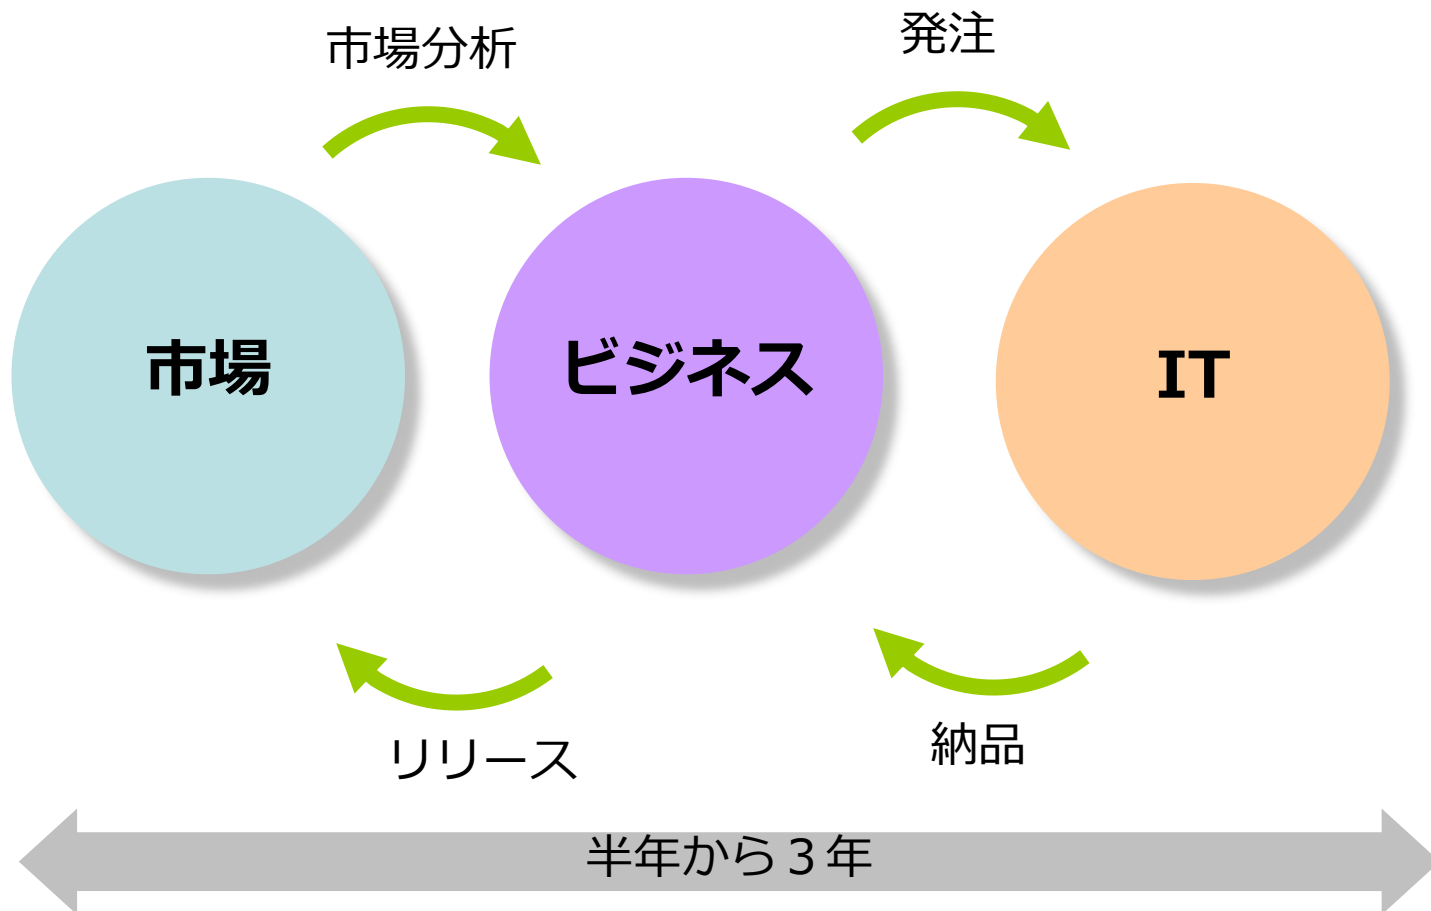 市場分析
発注
市場
ビジネス
IT
リリース
納品
半年から３年